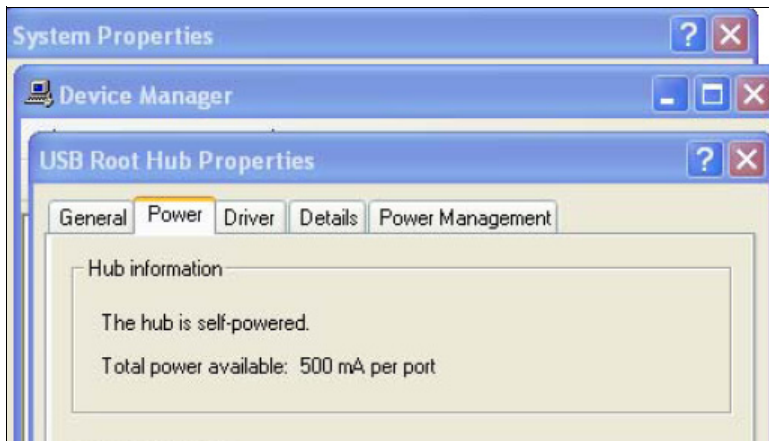 System Properties
Device Manager
USB Root Hub Properties
General Power Driver Details Power Management
Hub information
The hub is self-powered.
Total power available: 500 mA per port